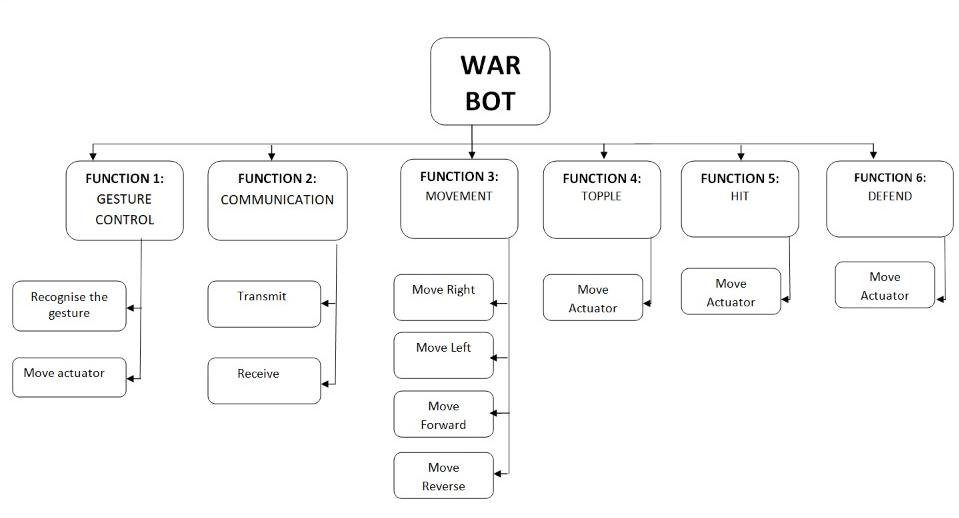 WAR
BOT
FUNCTION 1:
GESTURE
CONTROL
FUNCTION 2:
COMMUNICATION
FUNCTION 3:
MOVEMENT
FUNCTION 4:
TOPPLE
FUNCTION 5:
HIT
FUNCTION 6:
DEFEND
Recognise the
gesture
Move actuator
Transmit
Receive
Move Right
Move Left
Move
Forward
Move
Reverse
Move
Actuator
Move
Actuator
Move
Actuator